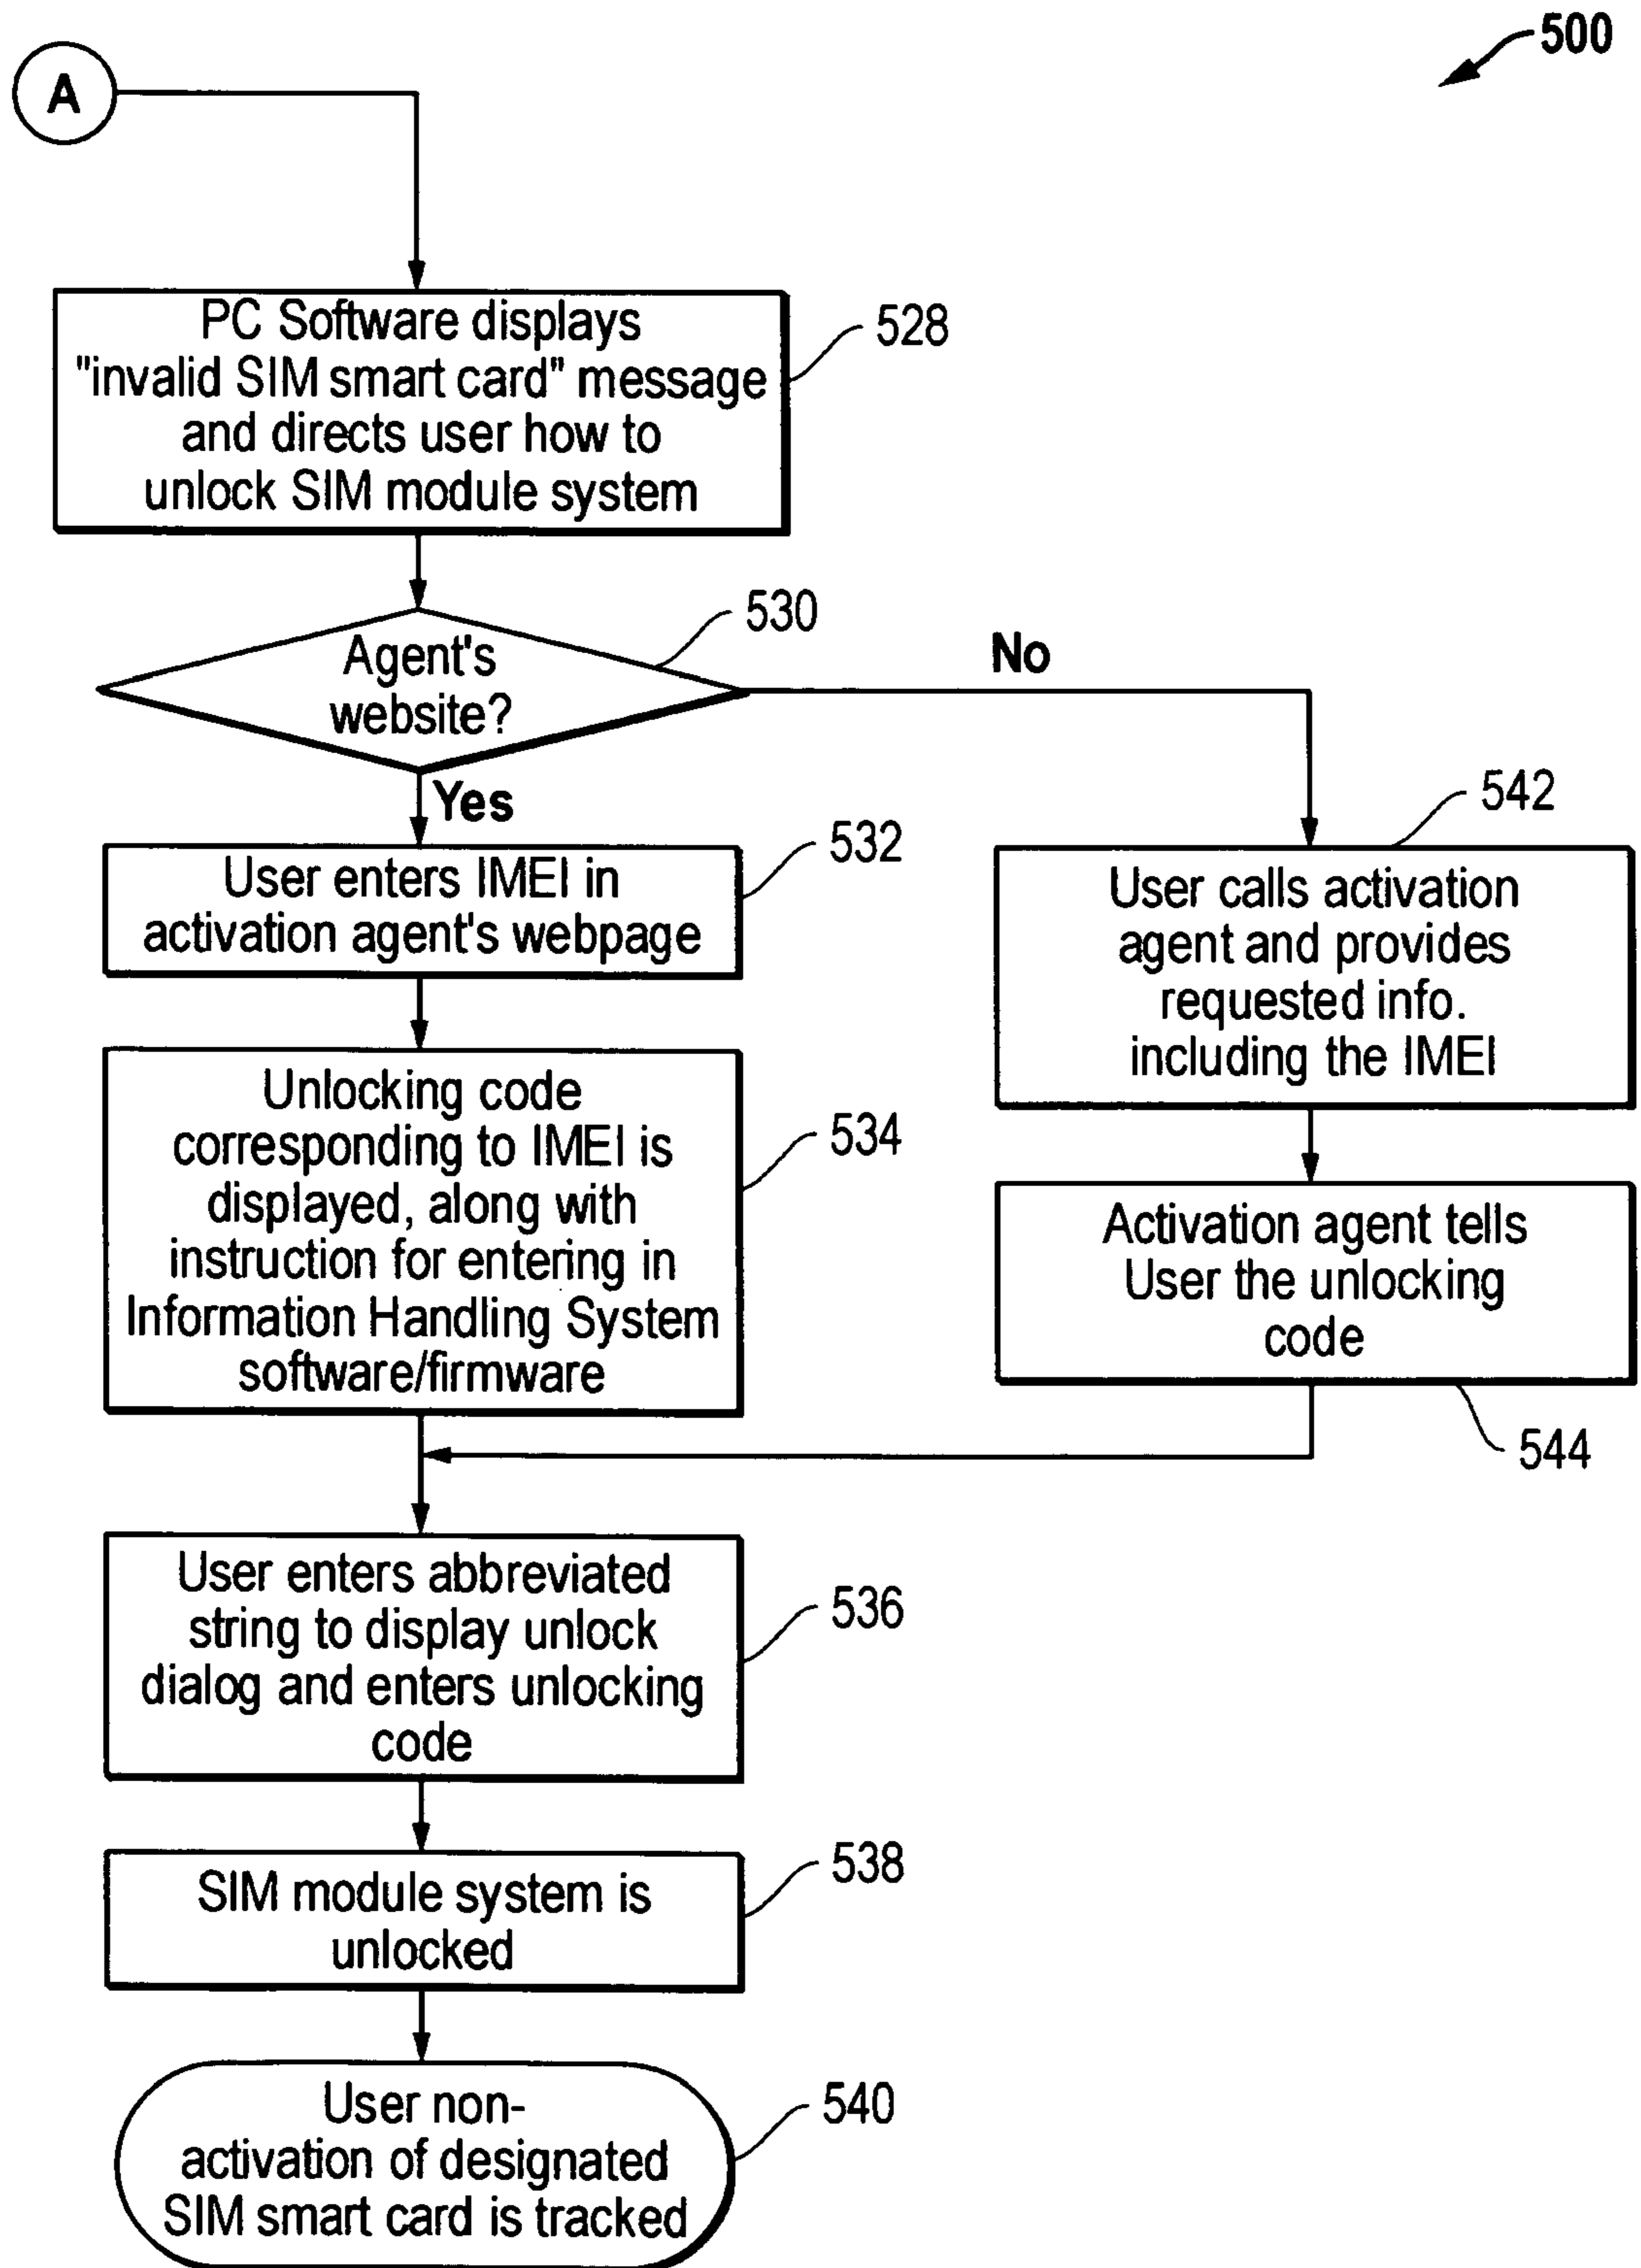 500
A
PC Software displays
"invalid SIM smart card" message
and directs user how to
unlock SIM module system
528
Agent's
website?
530
No
Yes
User enters IMEI in
activation agent's webpage
532
Unlocking code
corresponding to IMEI is
displayed, along with
instruction for entering in
Information Handling System
software/firmware
534
User calls activation
agent and provides
requested info.
including the IMEI
542
Activation agent tells
User the unlocking
code
544
User enters abbreviated
string to display unlock
dialog and enters unlocking
code
536
SIM module system is
unlocked
538
User non-
activation of designated
SIM smart card is tracked
540